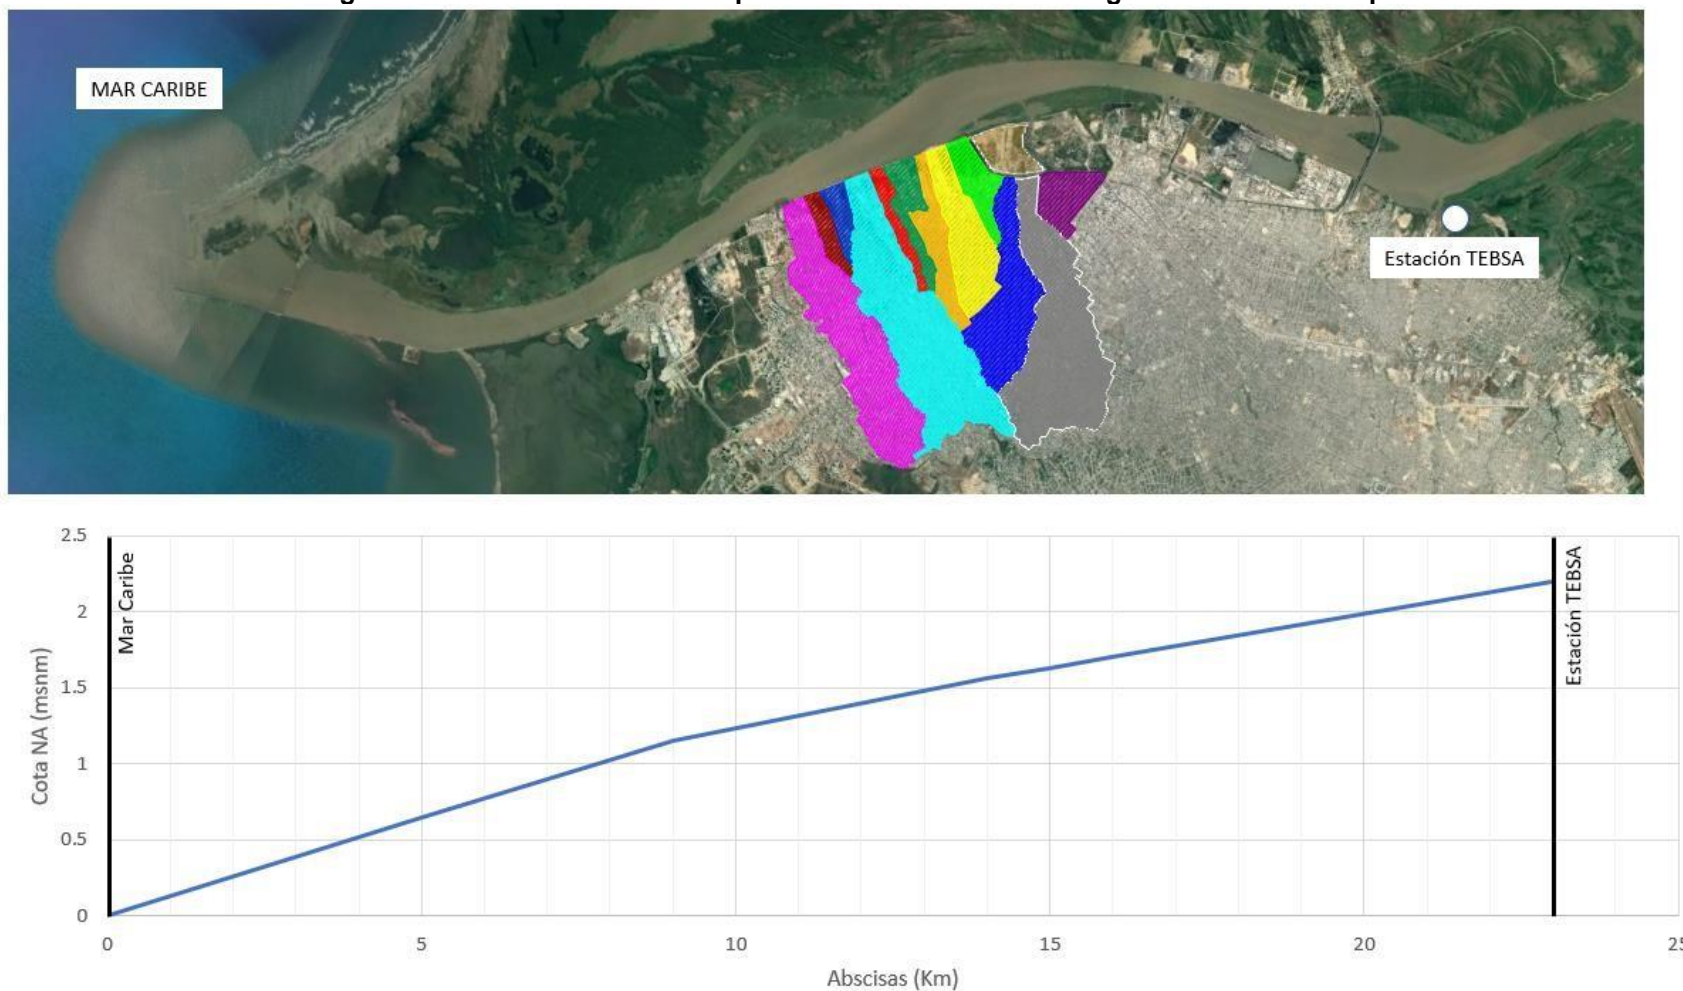 MAR CARIBE
Estación TEBSA
2.5
2
1.5
1
0.5
0
Cota NA (msnm)
Mar Caribe
Estación TEBSA
0 5 10 15 20
Abscisas (Km)